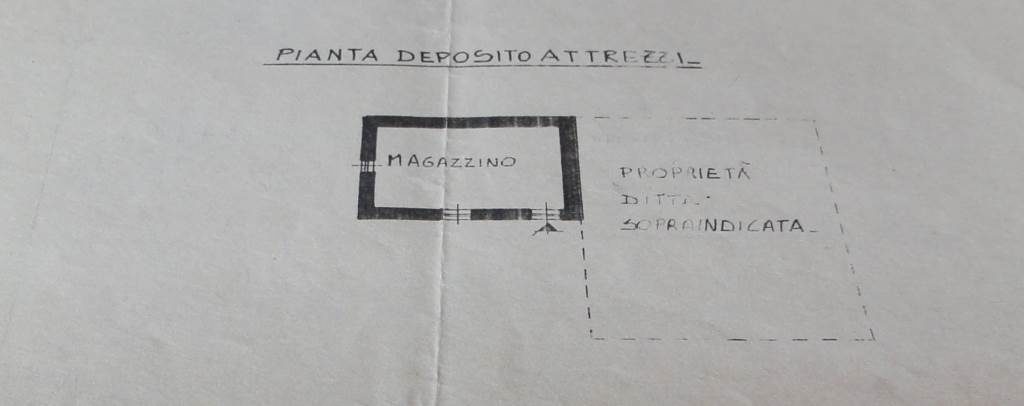 PIANTA DEPOSITO ATTREZZI_
MAGAZZINO
PROPRIETÀ
DITTA
SOPRAINDICATA_